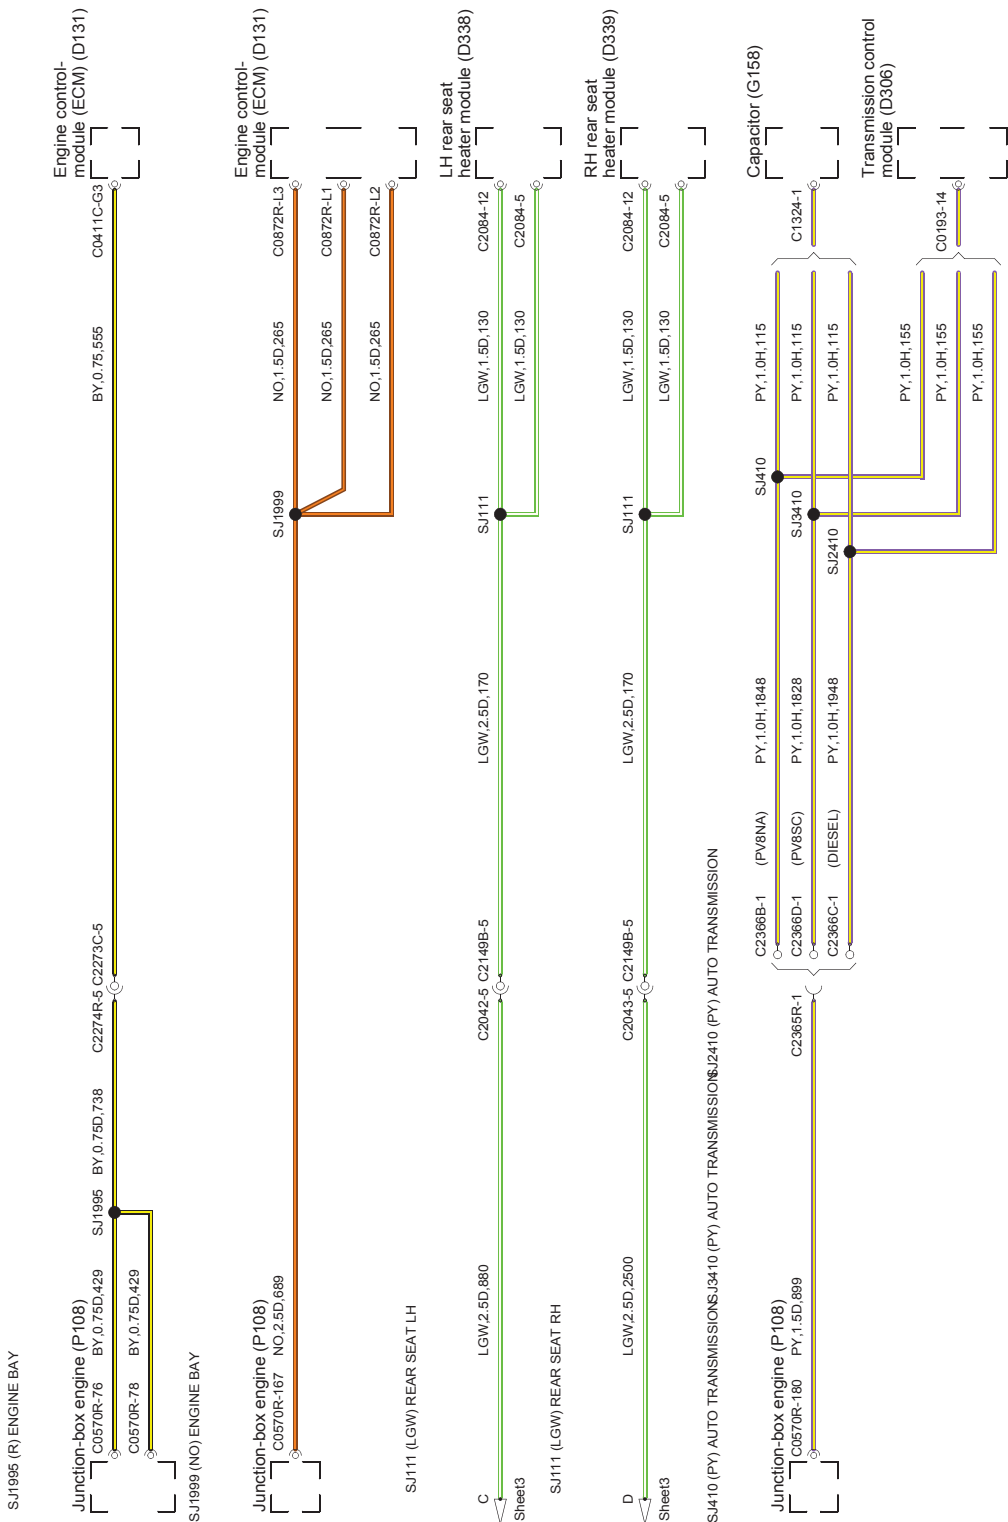 SJ1995 (R) ENGINE BAY
Junction-box engine (P108)
C0570R-76
BY,0.75D,429
C0570R-78
BY,0.75D,429
SJ1995
BY,0.75D,738
C2274R-5
C2273C-5
BY,0.75,555
C0411C-G3
Engine control-
module (ECM) (D131)
SJ1999 (NO) ENGINE BAY
Junction-box engine (P108)
C0570R-167
NO,2.5D,689
SJ1999
NO,1.5D,265
C0872R-L3
NO,1.5D,265
C0872R-L1
NO,1.5D,265
C0872R-L2
Engine control-
module (ECM) (D131)
SJ111 (LGW) REAR SEAT LH
C
Sheet3
LGW,2.5D,880
C2042-5
C2149B-5
LGW,2.5D,170
SJ111
LGW,1.5D,130
C2084-12
LGW,1.5D,130
C2084-5
LH rear seat
heater module (D338)
SJ111 (LGW) REAR SEAT RH
D
Sheet3
LGW,2.5D,2500
C2043-5
C2149B-5
LGW,2.5D,170
SJ111
LGW,1.5D,130
C2084-12
LGW,1.5D,130
C2084-5
RH rear seat
heater module (D339)
SJ410 (PY) AUTO TRANSMISSION
SJ3410 (PY) AUTO TRANSMISSION
SJ2410 (PY) AUTO TRANSMISSION
Junction-box engine (P108)
C0570R-180
PY,1.5D,899
C2365R-1
C2366B-1
(PV8NA)
PY,1.0H,1848
SJ410
PY,1.0H,115
C2366D-1
(PV8SC)
PY,1.0H,1828
SJ3410
PY,1.0H,115
C2366C-1
(DIESEL)
PY,1.0H,1948
SJ2410
PY,1.0H,115
C1324-1
Capacitor (G158)
PY,1.0H,155
PY,1.0H,155
PY,1.0H,155
C0193-14
Transmission control
module (D306)